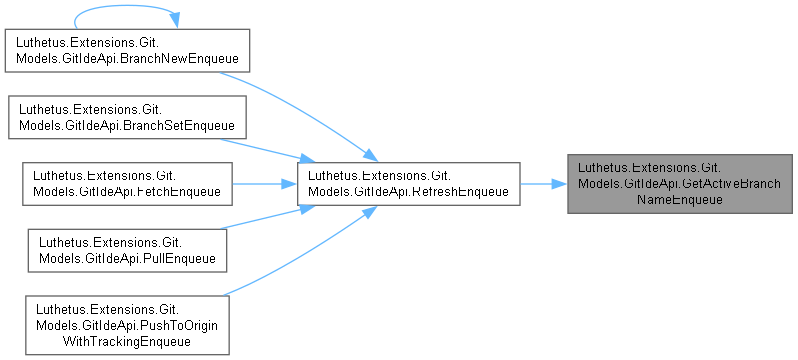 Luthetus.Extensions.Git.
Models.GitIdeApi.BranchNewEnqueue
Luthetus.Extensions.Git.
Models.GitIdeApi.BranchSetEnqueue
Luthetus.Extensions.Git.
Models.GitIdeApi.FetchEnqueue
Luthetus.Extensions.Git.
Models.GitIdeApi.PullEnqueue
Luthetus.Extensions.Git.
Models.GitIdeApi.PushToOrigin
WithTrackingEnqueue
Luthetus.Extensions.Git.
Models.GitIdeApi.RefreshEnqueue
Luthetus.Extensions.Git.
Models.GitIdeApi.GetActiveBranch
NameEnqueue